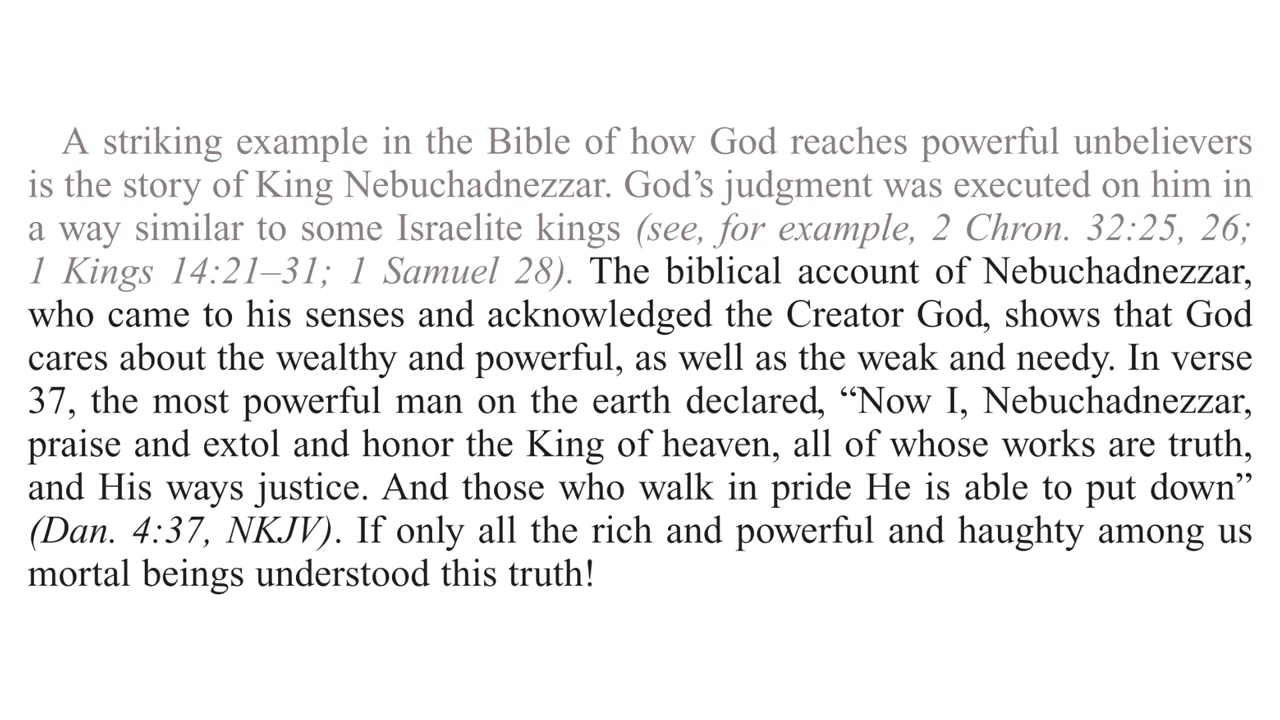 A striking example in the Bible of how God reaches powerful unbelievers
is the story of King Nebuchadnezzar. God’s judgment was executed on him in
a way similar to some Israelite kings (see, for example, 2 Chron. 32:25, 26;
1 Kings 14:21–31; 1 Samuel 28). The biblical account of Nebuchadnezzar,
who came to his senses and acknowledged the Creator God, shows that God
cares about the wealthy and powerful, as well as the weak and needy. In verse
37, the most powerful man on the earth declared, “Now I, Nebuchadnezzar,
praise and extol and honor the King of heaven, all of whose works are truth,
and His ways justice. And those who walk in pride He is able to put down”
(Dan. 4:37, NKJV). If only all the rich and powerful and haughty among us
mortal beings understood this truth!